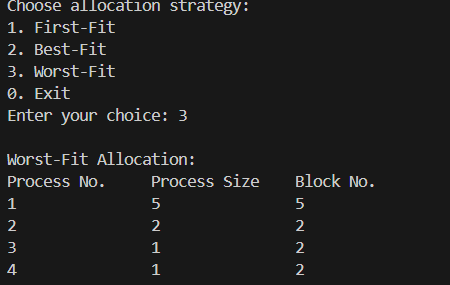 Choose allocation strategy:
1. First-Fit
2. Best-Fit
3. Worst-Fit
0. Exit
Enter your choice: 3
Worst-Fit Allocation:
Process No. Process Size Block No.
1 5 5
2 2 2
3 1 2
4 1 2